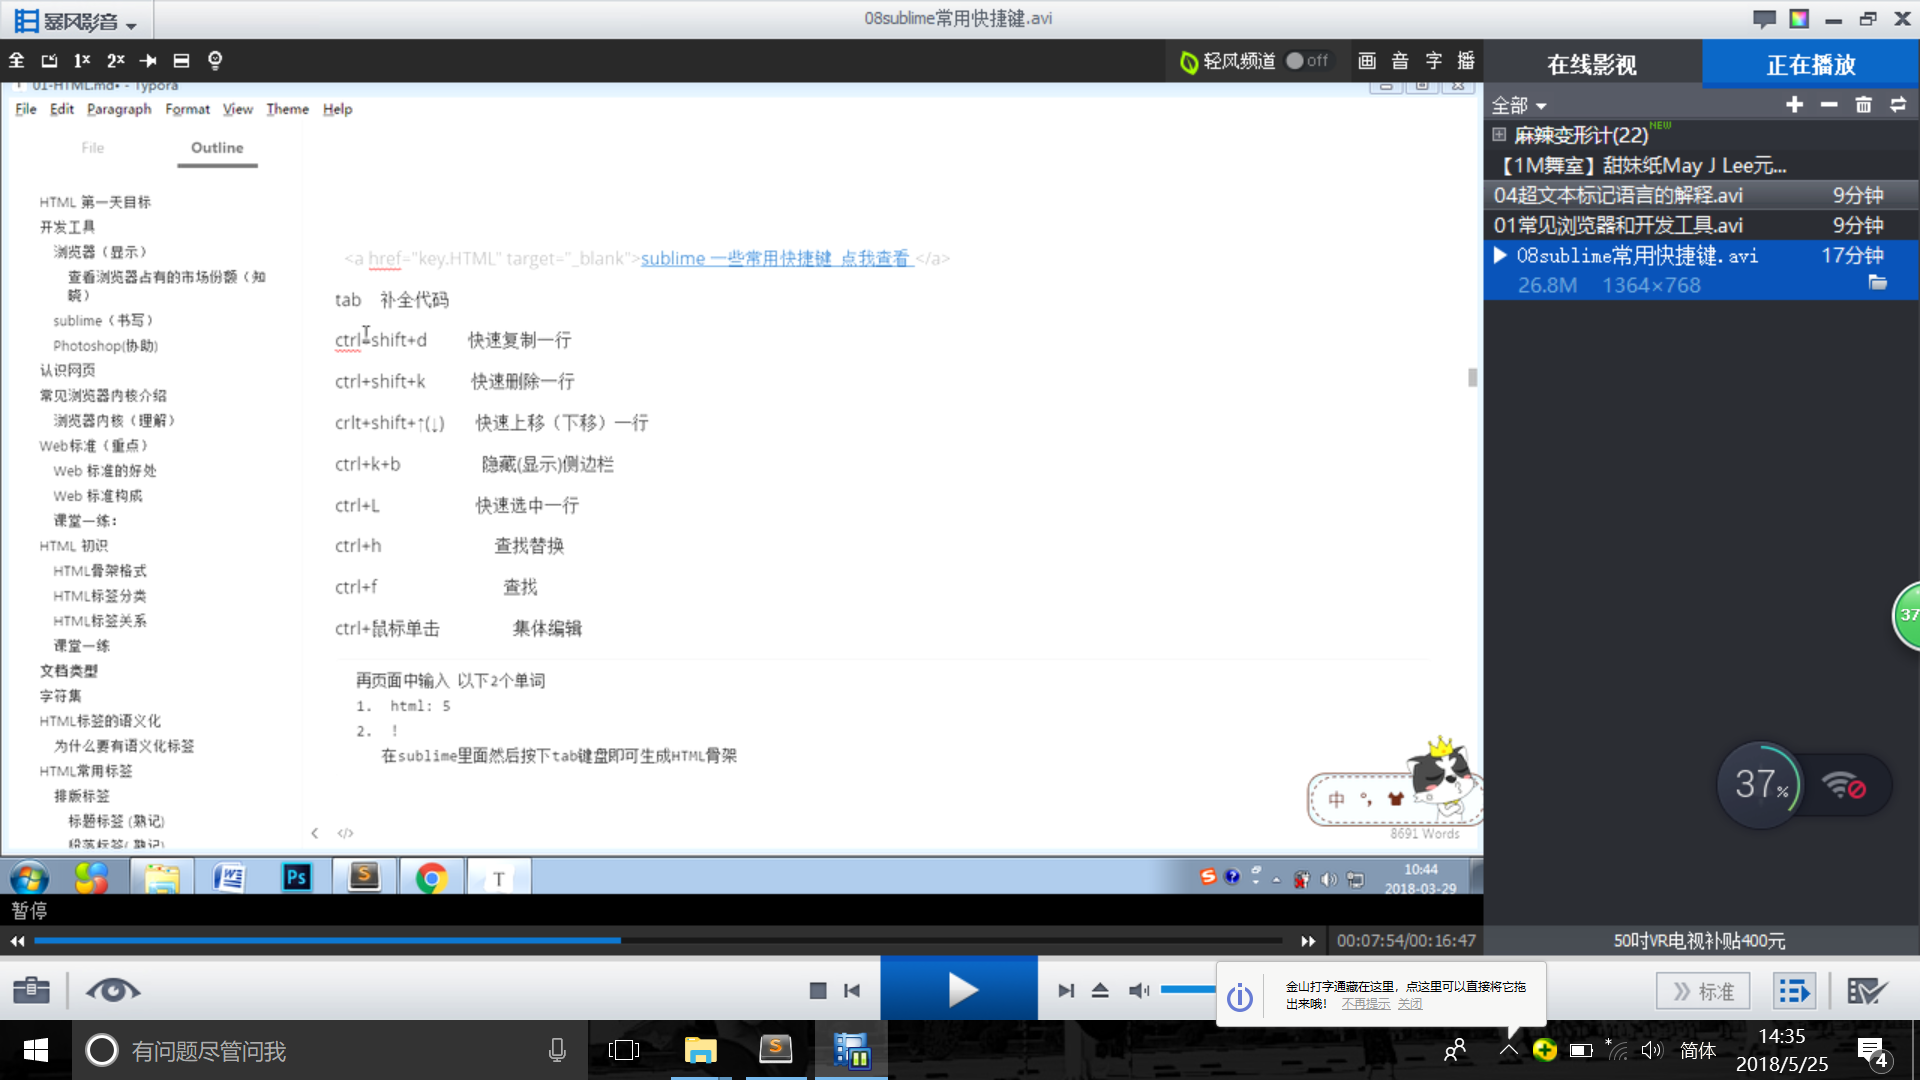 暴风影音
08sublime常用快捷键.avi
全 1x 2x
轻风频道 off 画 音 字 播
在线影视 正在播放
01-HTML.md• - Typora
File Edit Paragraph Format View Theme Help
File Outline
HTML 第一天目标
开发工具
浏览器（显示）
查看浏览器占有的市场份额（知
晓）
sublime（书写）
Photoshop(协助)
认识网页
常见浏览器内核介绍
浏览器内核（理解）
Web标准（重点）
Web 标准的好处
Web 标准构成
课堂一练：
HTML 初识
HTML骨架格式
HTML标签分类
HTML标签关系
课堂一练
文档类型
字符集
HTML标签的语义化
为什么要有语义化标签
HTML常用标签
排版标签
标题标签 (熟记)
段落标签( 熟记)
<a href="key.HTML" target="_blank">sublime 一些常用快捷键 点我查看 </a>
tab 补全代码
ctrl+shift+d 快速复制一行
ctrl+shift+k 快速删除一行
crlt+shift+↑(↓) 快速上移（下移）一行
ctrl+k+b 隐藏(显示)侧边栏
ctrl+L 快速选中一行
ctrl+h 查找替换
ctrl+f 查找
ctrl+鼠标单击 集体编辑
再页面中输入 以下2个单词
1. html: 5
2. !
在sublime里面然后按下tab键盘即可生成HTML骨架
中 °,
8691 Words
10:44
2018-03-29
全部
麻辣变形计(22) NEW
【1M舞室】甜妹纸May J Lee元...
04超文本标记语言的解释.avi 9分钟
01常见浏览器和开发工具.avi 9分钟
08sublime常用快捷键.avi 17分钟
26.8M 1364×768
37
37%
暂停
00:07:54/00:16:47
50吋VR电视补贴400元
金山打字通藏在这里，点这里可以直接将它拖
出来哦！ 不再提示 关闭
标准
有问题尽管问我
简体
14:35
2018/5/25
4